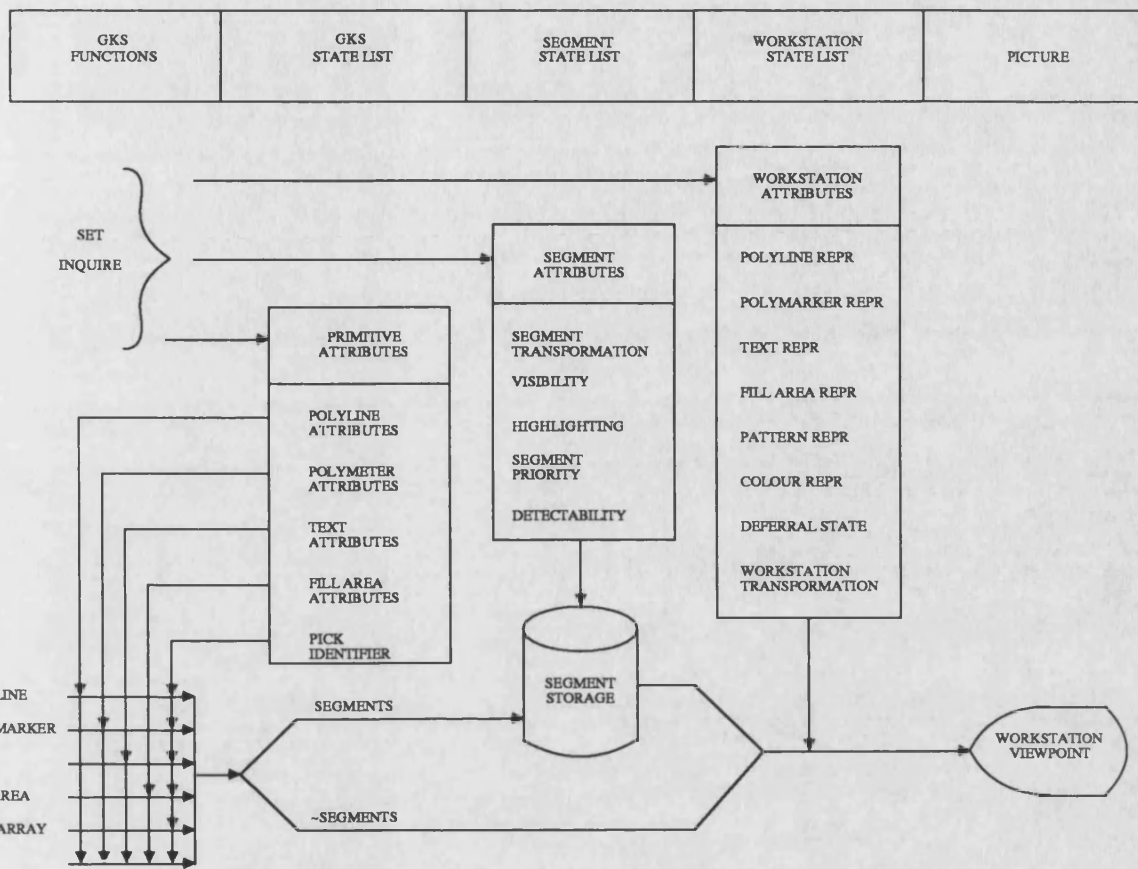 GKS
FUNCTIONS
GKS
STATE LIST
SEGMENT
STATE LIST
WORKSTATION
STATE LIST
PICTURE
SET
INQUIRE
WORKSTATION
ATTRIBUTES
POLYLINE REPR
POLYMARKER REPR
TEXT REPR
FILL AREA REPR
PATTERN REPR
COLOUR REPR
DEFERRAL STATE
WORKSTATION
TRANSFORMATION
SEGMENT
ATTRIBUTES
SEGMENT
TRANSFORMATION
VISIBILITY
HIGHLIGHTING
SEGMENT
PRIORITY
DETECTABILITY
PRIMITIVE
ATTRIBUTES
POLYLINE
ATTRIBUTES
POLYMETER
ATTRIBUTES
TEXT
ATTRIBUTES
FILL AREA
ATTRIBUTES
PICK
IDENTIFIER
LINE
MARKER
REA
ARRAY
SEGMENTS
~SEGMENTS
SEGMENT
STORAGE
WORKSTATION
VIEWPOINT